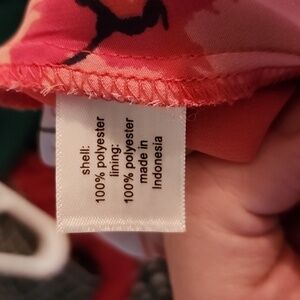 shell:
100% polyester
lining:
100% polyester
made in
Indonesia